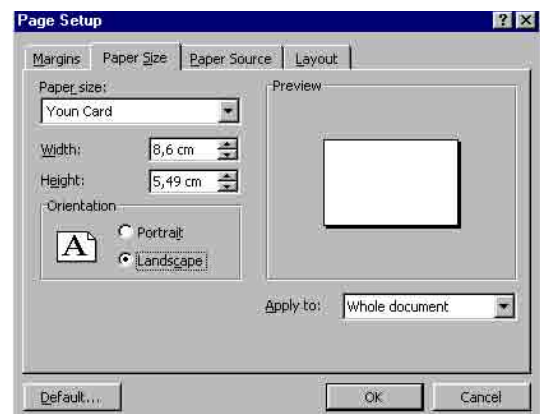 Page Setup
Margins Paper Size Paper Source Layout
Paper size:
Youn Card
Width: 8,6 cm
Height: 5,49 cm
Orientation
A
Portrait
Landscape
Preview
Apply to: Whole document
Default... OK Cancel